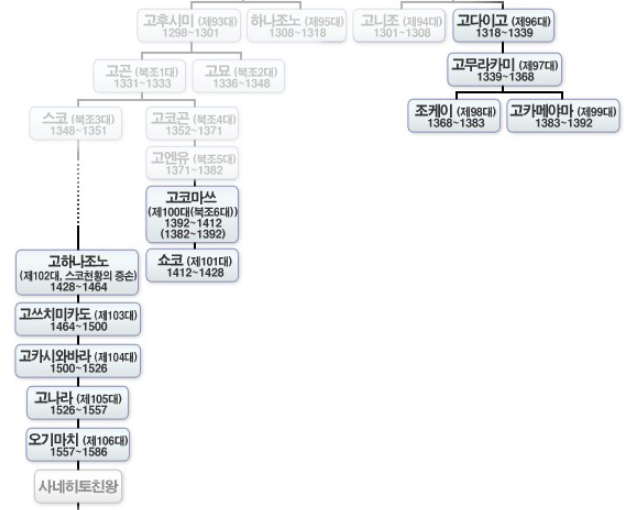 고후시미 (제93대)
1298~1301
하나조노 (제95대)
1308~1318
고니조 (제94대)
1301~1308
고다이고 (제96대)
1318~1339
고곤 (북조1대)
1331~1333
고묘 (북조2대)
1336~1348
고무라카미 (제97대)
1339~1368
스코 (북조3대)
1348~1351
고코곤 (북조4대)
1352~1371
조케이 (제98대)
1368~1383
고카메야마 (제99대)
1383~1392
고엔유 (북조5대)
1371~1382
고코마쓰
(제100대(북조6대))
1392~1412
(1382~1392)
고하나조노
(제102대, 스코천황의 증손)
1428~1464
쇼코 (제101대)
1412~1428
고쓰치미카도 (제103대)
1464~1500
고카시와바라 (제104대)
1500~1526
고나라 (제105대)
1526~1557
오기마치 (제106대)
1557~1586
사네히토친왕